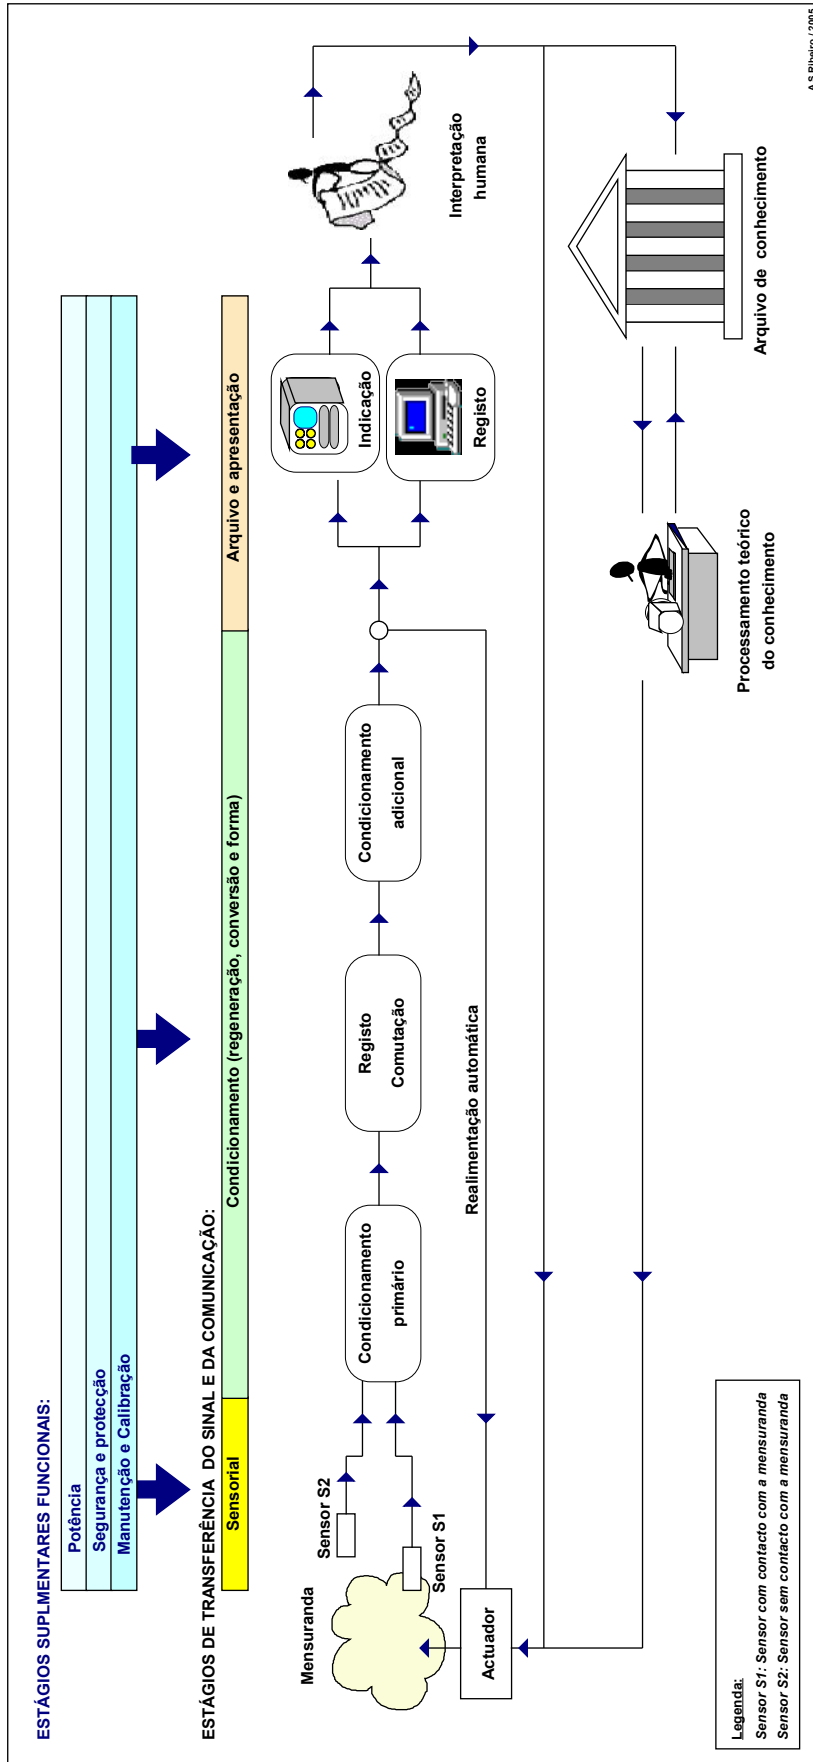 ESTÁGIOS SUPLMENTARES FUNCIONAIS:
Potência
Segurança e protecção
Manutenção e Calibração
ESTÁGIOS DE TRANSFERÊNCIA DO SINAL E DA COMUNICAÇÃO:
Sensorial
Condicionamento (regeneração, conversão e forma)
Arquivo e apresentação
Mensuranda
Sensor S2
Sensor S1
Condicionamento
primário
Registo
Comutação
Condicionamento
adicional
Indicação
Registo
Interpretação
humana
Actuador
Realimentação automática
Processamento teórico
do conhecimento
Arquivo de conhecimento
Legenda:
Sensor S1: Sensor com contacto com a mensuranda
Sensor S2: Sensor sem contacto com a mensuranda
A.S.Ribeiro / 2005